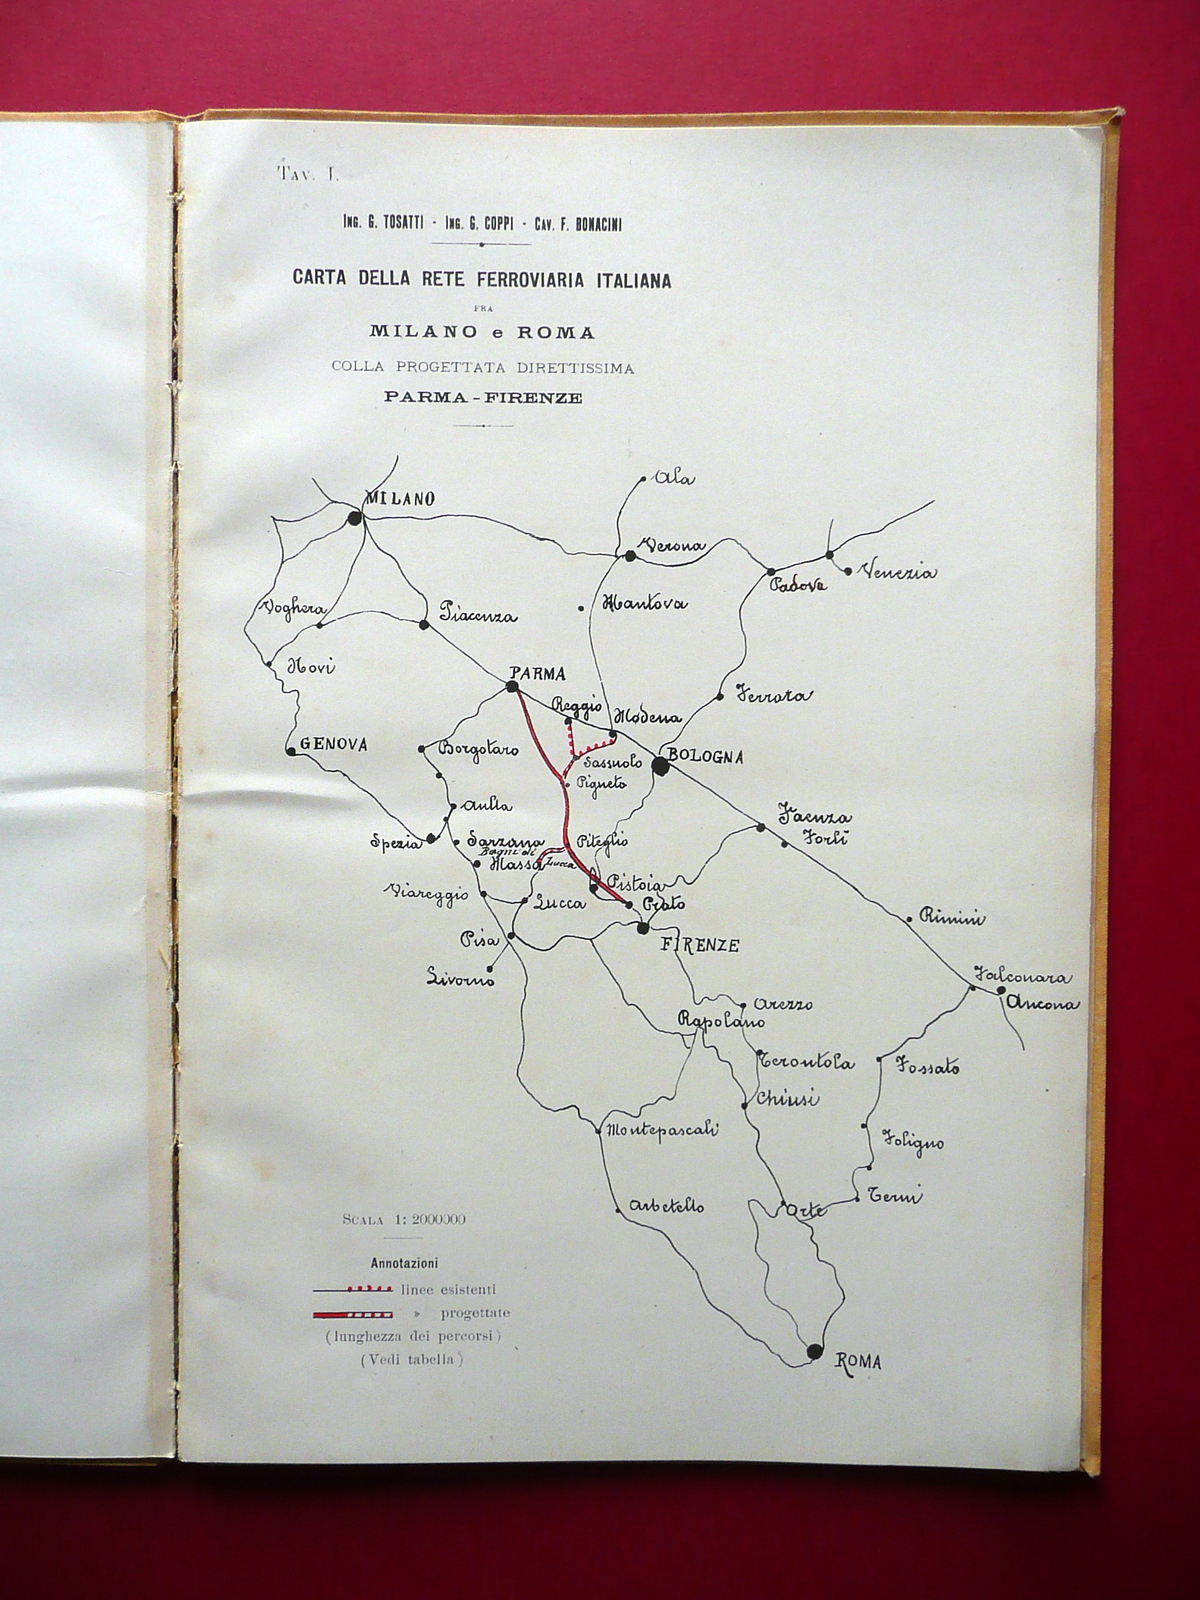 TAV. I.
ING. G. TOSATTI - ING. G. COPPI - CAV. F. BONACINI
CARTA DELLA RETE FERROVIARIA ITALIANA
FRA
MILANO e ROMA
COLLA PROGETTATA DIRETTISSIMA
PARMA - FIRENZE
Ala
MILANO
Verona
Venezia
Padova
Voghera
Mantova
Piacenza
Novi
PARMA
Ferrara
Reggio
Modena
GENOVA
Borgotaro
BOLOGNA
Sassuolo
Pigneto
Aulla
Faenza
Forlì
Spezia
Sarzana
Piteglio
Bagni di
Massa
Lucca
Pistoia
Viareggio
Lucca
Prato
Rimini
Pisa
FIRENZE
Livorno
Falconara
Ancona
Arezzo
Rapolano
Terontola
Fossato
Chiusi
Montepascali
Foligno
Terni
Orbetello
Orte
SCALA 1: 2000000
Annotazioni
linee esistenti
» progettate
(lunghezza dei percorsi)
(Vedi tabella)
ROMA